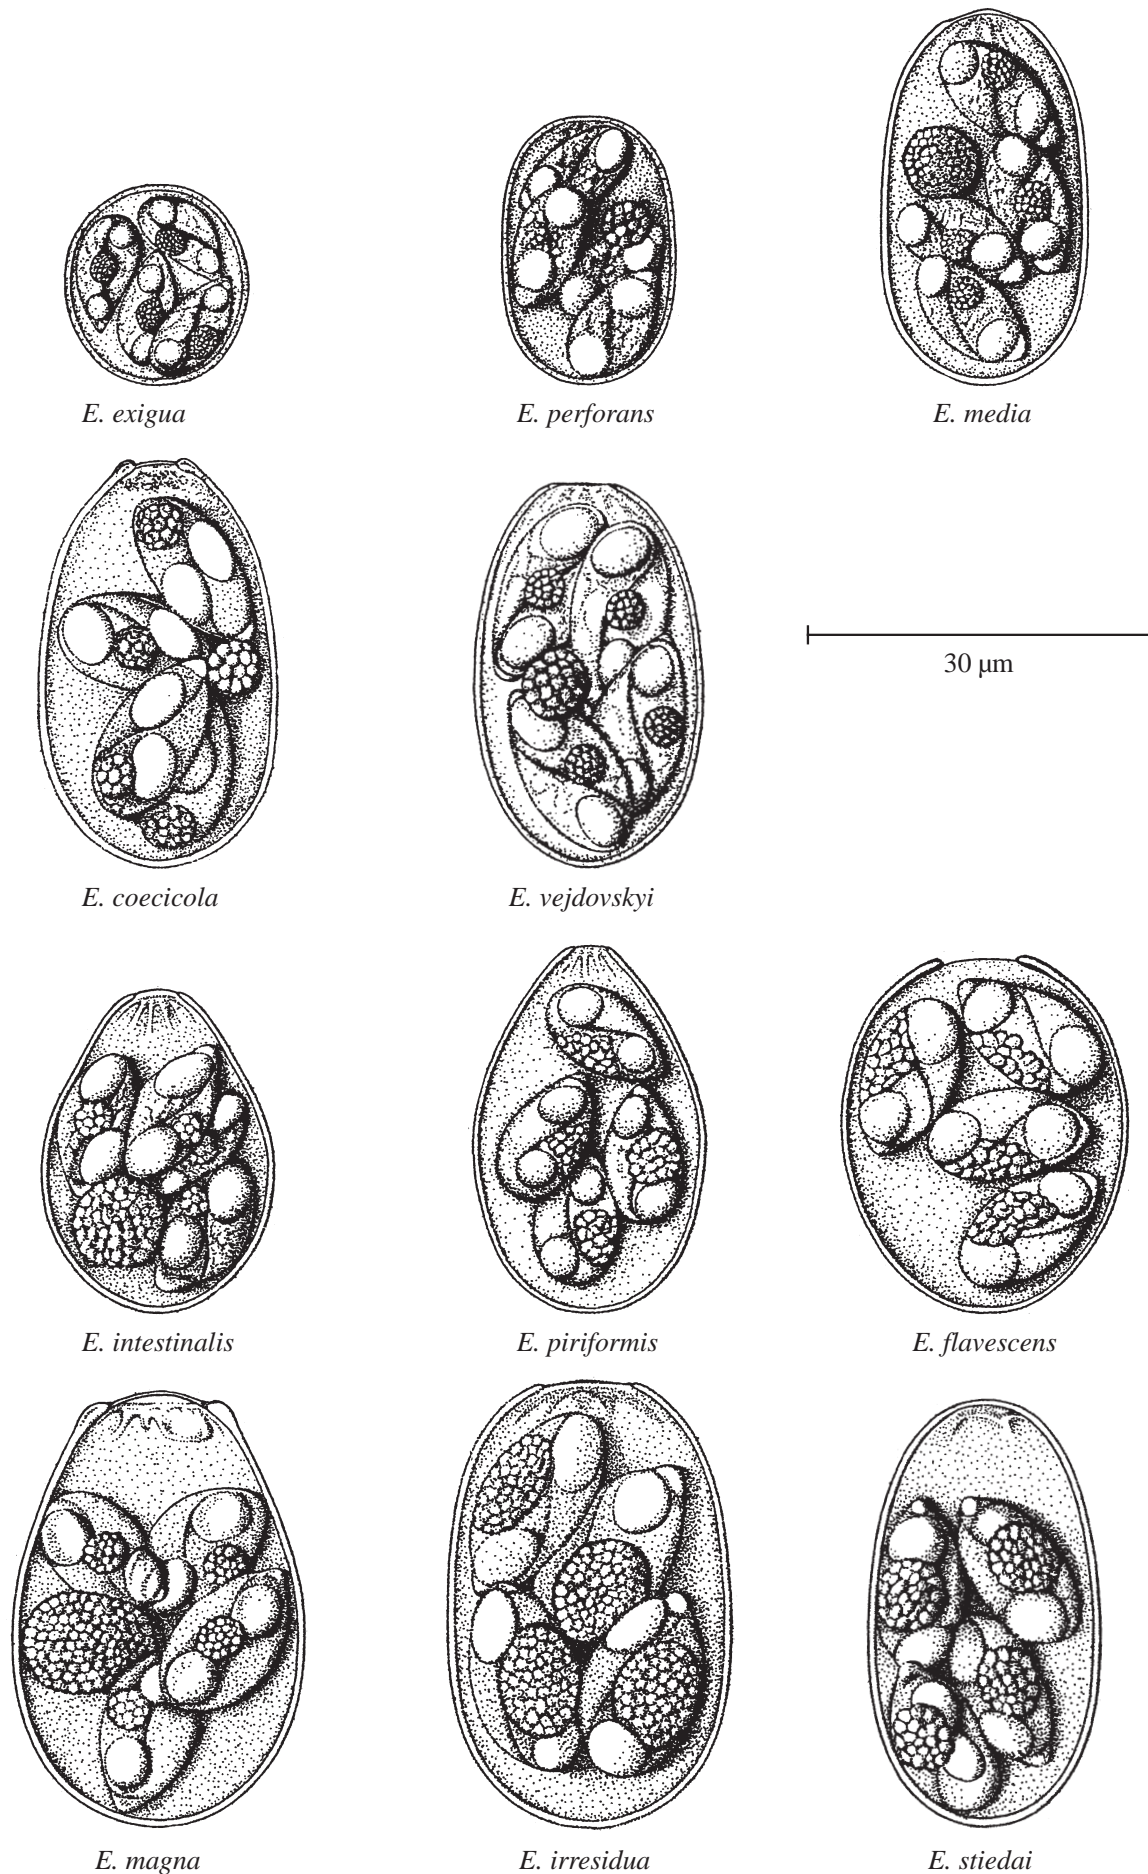 E. exigua
E. perforans
E. media
E. coecicola
E. vejdovskyi
30 µm
E. intestinalis
E. piriformis
E. flavescens
E. magna
E. irresidua
E. stiedai